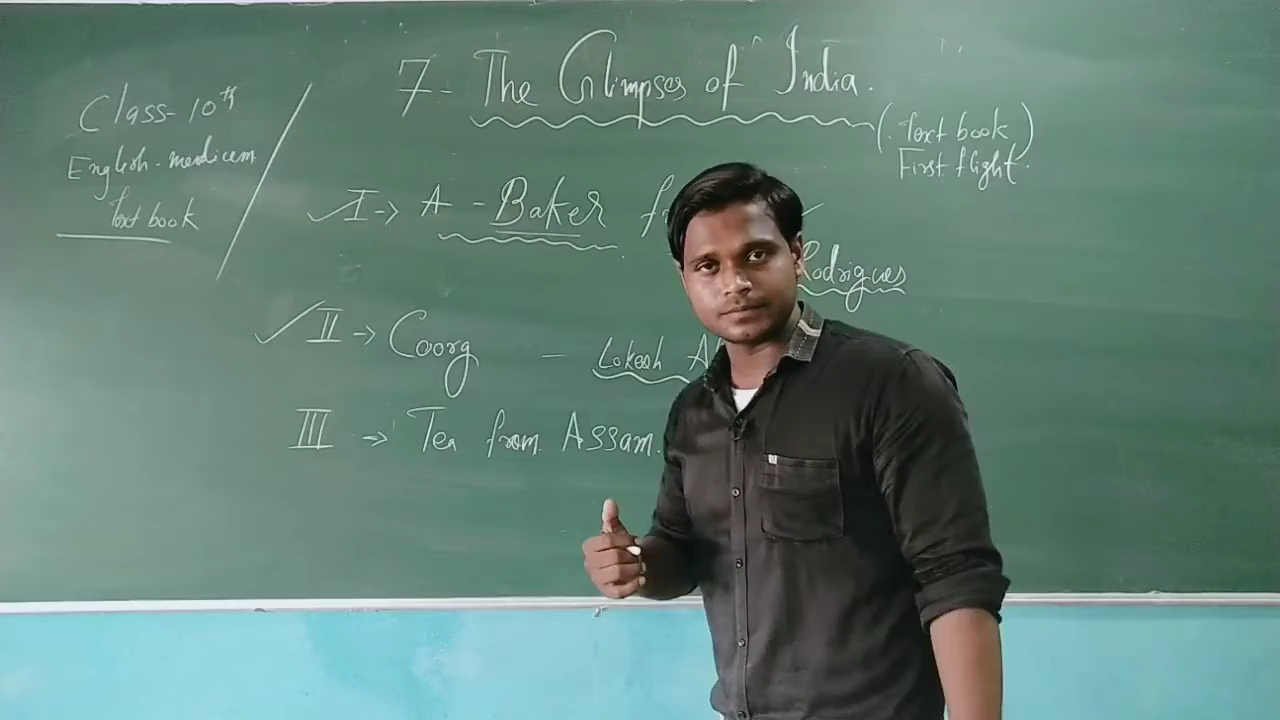 7- The Glimpses of India.
(Text book
First flight)
Class-10th
English-medicem
Text book
I-> A - Baker
Rodrigues
II -> Coorg - Lokesh
III -> Tea from Assam.